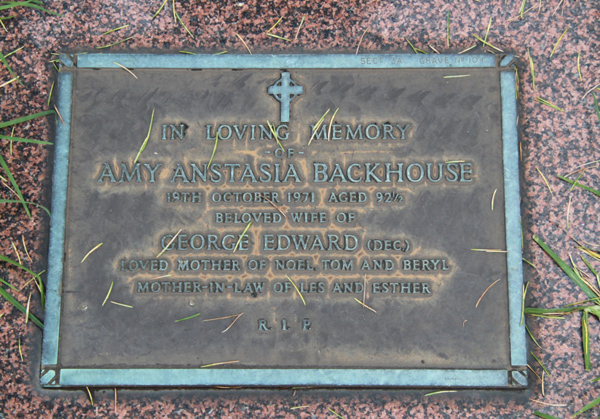 IN LOVING MEMORY
-OF-
AMY ANSTASIA BACKHOUSE
19TH OCTOBER 1971 AGED 92½
BELOVED WIFE OF
GEORGE EDWARD (DEC.)
LOVED MOTHER OF NOEL, TOM AND BERYL
MOTHER-IN-LAW OF LES AND ESTHER
R. I. P.